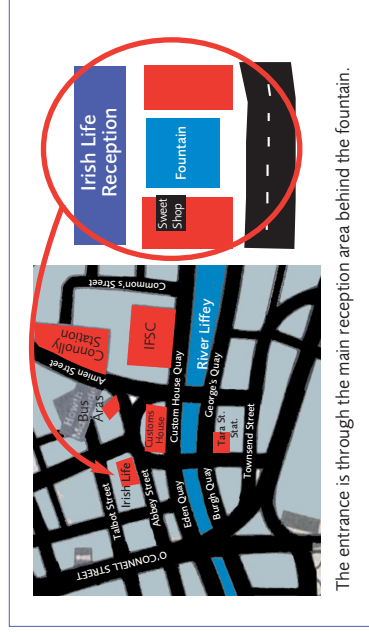 Irish Life
Reception
Fountain
Sweet
Shop
Common's Street
Connolly
Station
Amien Street
IFSC
Bus
Aras
Customs
House
Custom House Quay
River Liffey
George's Quay
Tara St.
Stat.
Townsend Street
Talbot Street
Irish Life
Abbey Street
Eden Quay
Burgh Quay
O'CONNELL STREET
The entrance is through the main reception area behind the fountain.